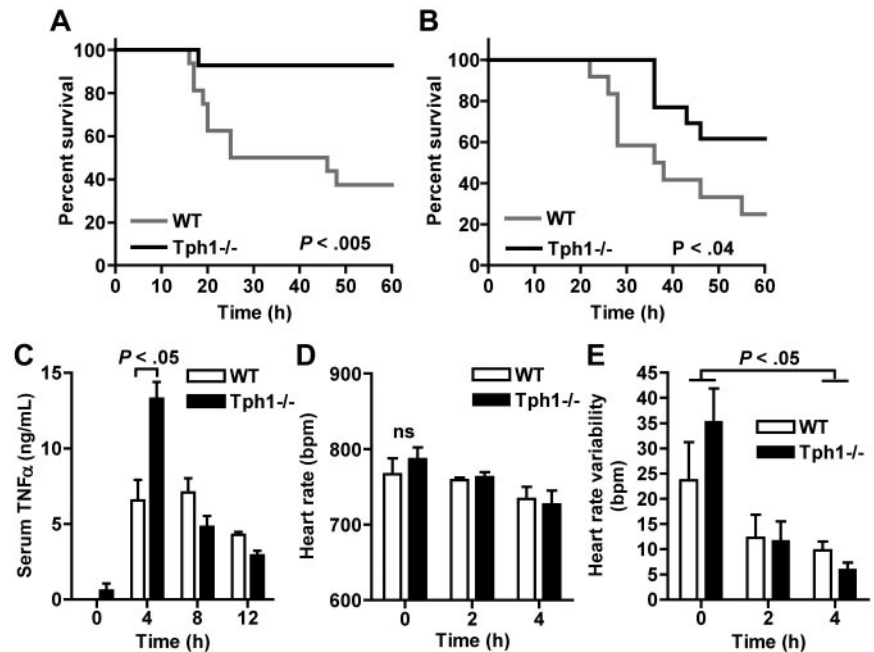 A
Percent survival
100
80
60
40
20
0
WT
Tph1-/-
P < .005
0 10 20 30 40 50 60
Time (h)
B
Percent survival
100
80
60
40
20
0
WT
Tph1-/-
P < .04
0 10 20 30 40 50 60
Time (h)
C
Serum TNFα (ng/mL)
15
10
5
0
P < .05
WT
Tph1-/-
0 4 8 12
Time (h)
D
Heart rate (bpm)
900
800
700
600
WT
Tph1-/-
ns
0 2 4
Time (h)
E
Heart rate variability
(bpm)
45
40
35
30
25
20
15
10
5
0
P < .05
WT
Tph1-/-
0 2 4
Time (h)